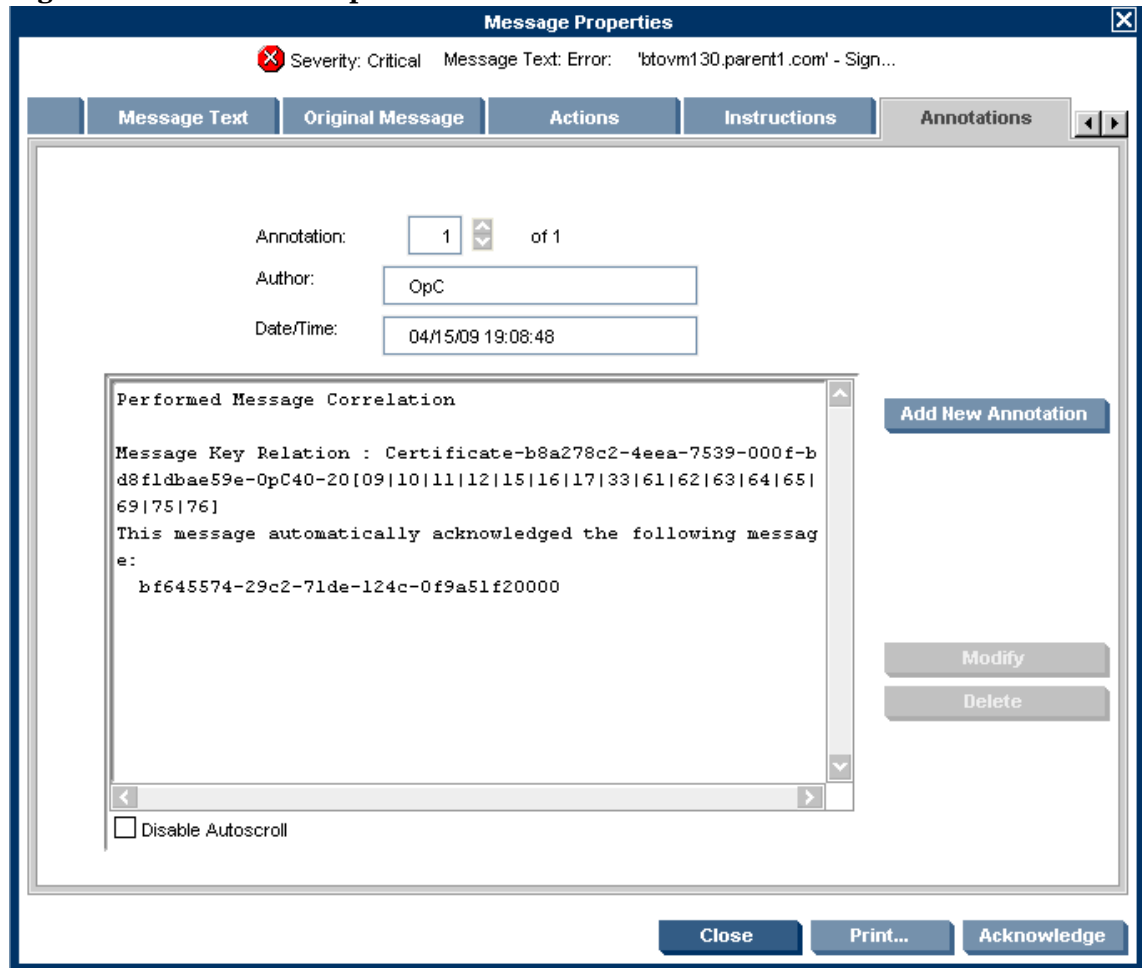 Message Properties
Severity: Critical Message Text: Error: 'btovm130.parent1.com' - Sign...
Message Text Original Message Actions Instructions Annotations
Annotation: 1 of 1
Author: OpC
Date/Time: 04/15/09 19:08:48
Performed Message Correlation
Message Key Relation : Certificate-b8a278c2-4eea-7539-000f-b
d8f1dbae59e-OpC40-20[09|10|11|12|15|16|17|33|61|62|63|64|65|
69|75|76]
This message automatically acknowledged the following messag
e:
bf645574-29c2-71de-124c-0f9a51f20000
Add New Annotation
Modify
Delete
Disable Autoscroll
Close Print... Acknowledge